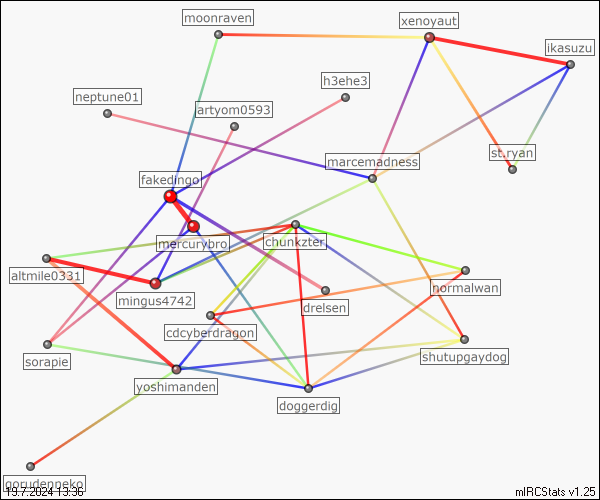 moonraven
xenoyaut
ikasuzu
h3ehe3
neptune01
artyom0593
st.ryan
marcemadness
fakedingo
mercurybro
chunkzter
altmile0331
mingus4742
normalwan
drelsen
cdcyberdragon
sorapie
shutupgaydog
yoshimanden
doggerdig
gorudenneko
19.7.2024 13:36
mIRCStats v1.25